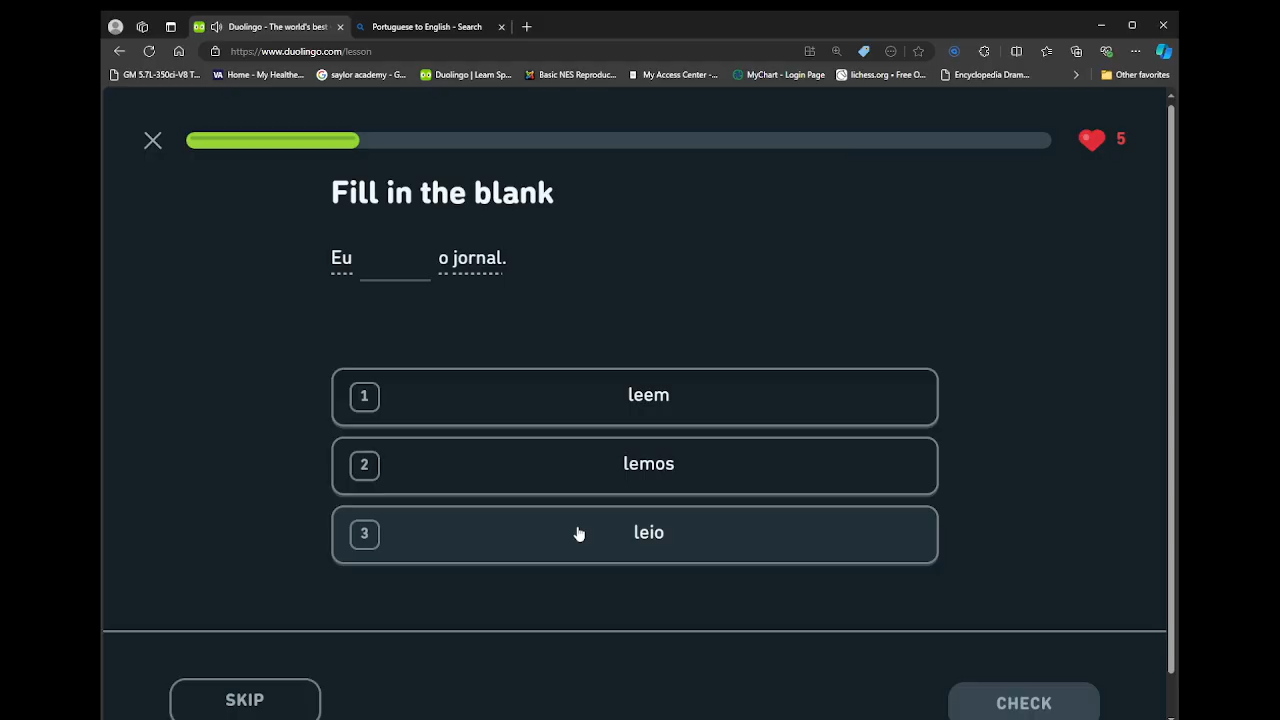 Duolingo - The world's best
Portuguese to English - Search
https://www.duolingo.com/lesson
GM 5.7L-350ci-V8 T...
Home - My Healthe...
saylor academy - G...
Duolingo | Learn Sp...
Basic NES Reproduc...
My Access Center -...
MyChart - Login Page
lichess.org • Free O...
Encyclopedia Dram...
Other favorites
5
Fill in the blank
Eu ______ o jornal.
1 leem
2 lemos
3 leio
SKIP
CHECK